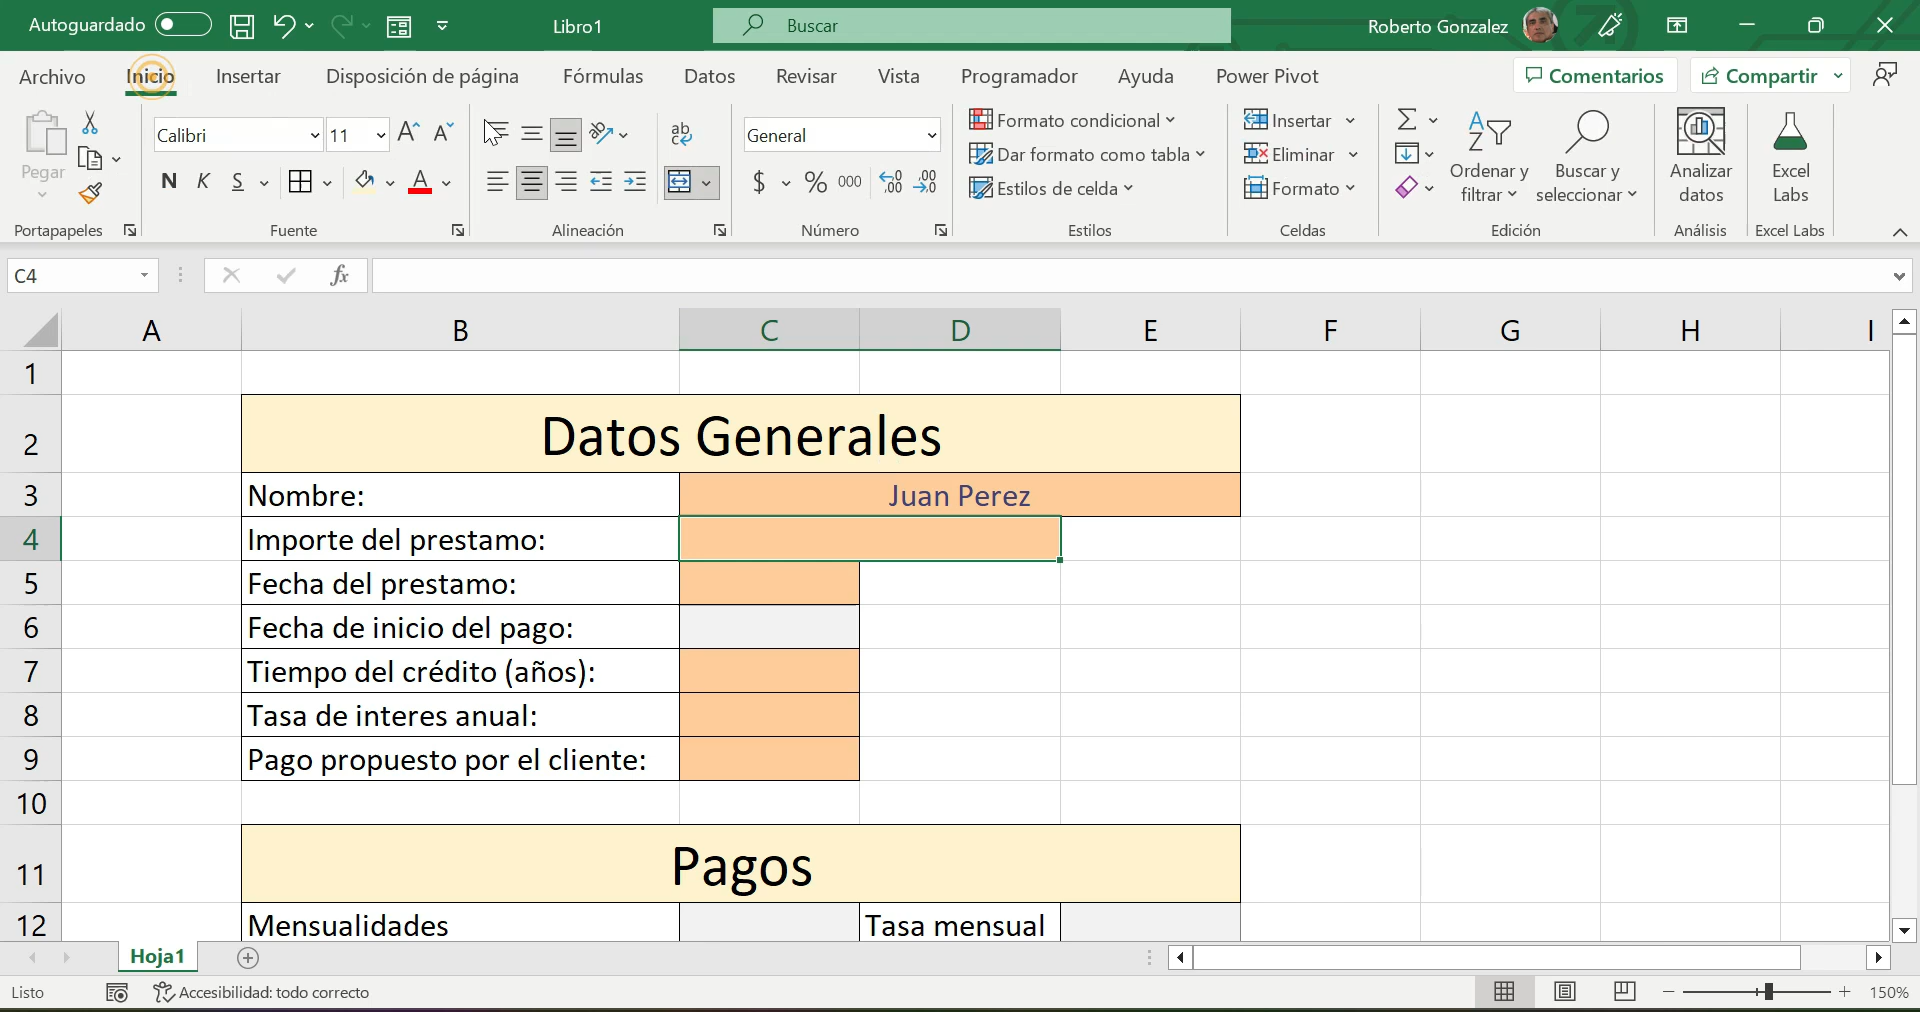 Autoguardado
Libro1
Buscar
Roberto Gonzalez
Archivo
Inicio
Insertar
Disposición de página
Fórmulas
Datos
Revisar
Vista
Programador
Ayuda
Power Pivot
Comentarios
Compartir
Pegar
Calibri
11
A A
N K S
A
ab
General
$ % 000
Formato condicional
Dar formato como tabla
Estilos de celda
Insertar
Eliminar
Formato
Ordenar y
filtrar
Buscar y
seleccionar
Analizar
datos
Excel
Labs
Portapapeles
Fuente
Alineación
Número
Estilos
Celdas
Edición
Análisis
Excel Labs
C4
fx
A B C D E F G H I
1
2 Datos Generales
3 Nombre: Juan Perez
4 Importe del prestamo:
5 Fecha del prestamo:
6 Fecha de inicio del pago:
7 Tiempo del crédito (años):
8 Tasa de interes anual:
9 Pago propuesto por el cliente:
10
11 Pagos
12 Mensualidades Tasa mensual
Hoja1
Listo
Accesibilidad: todo correcto
150%